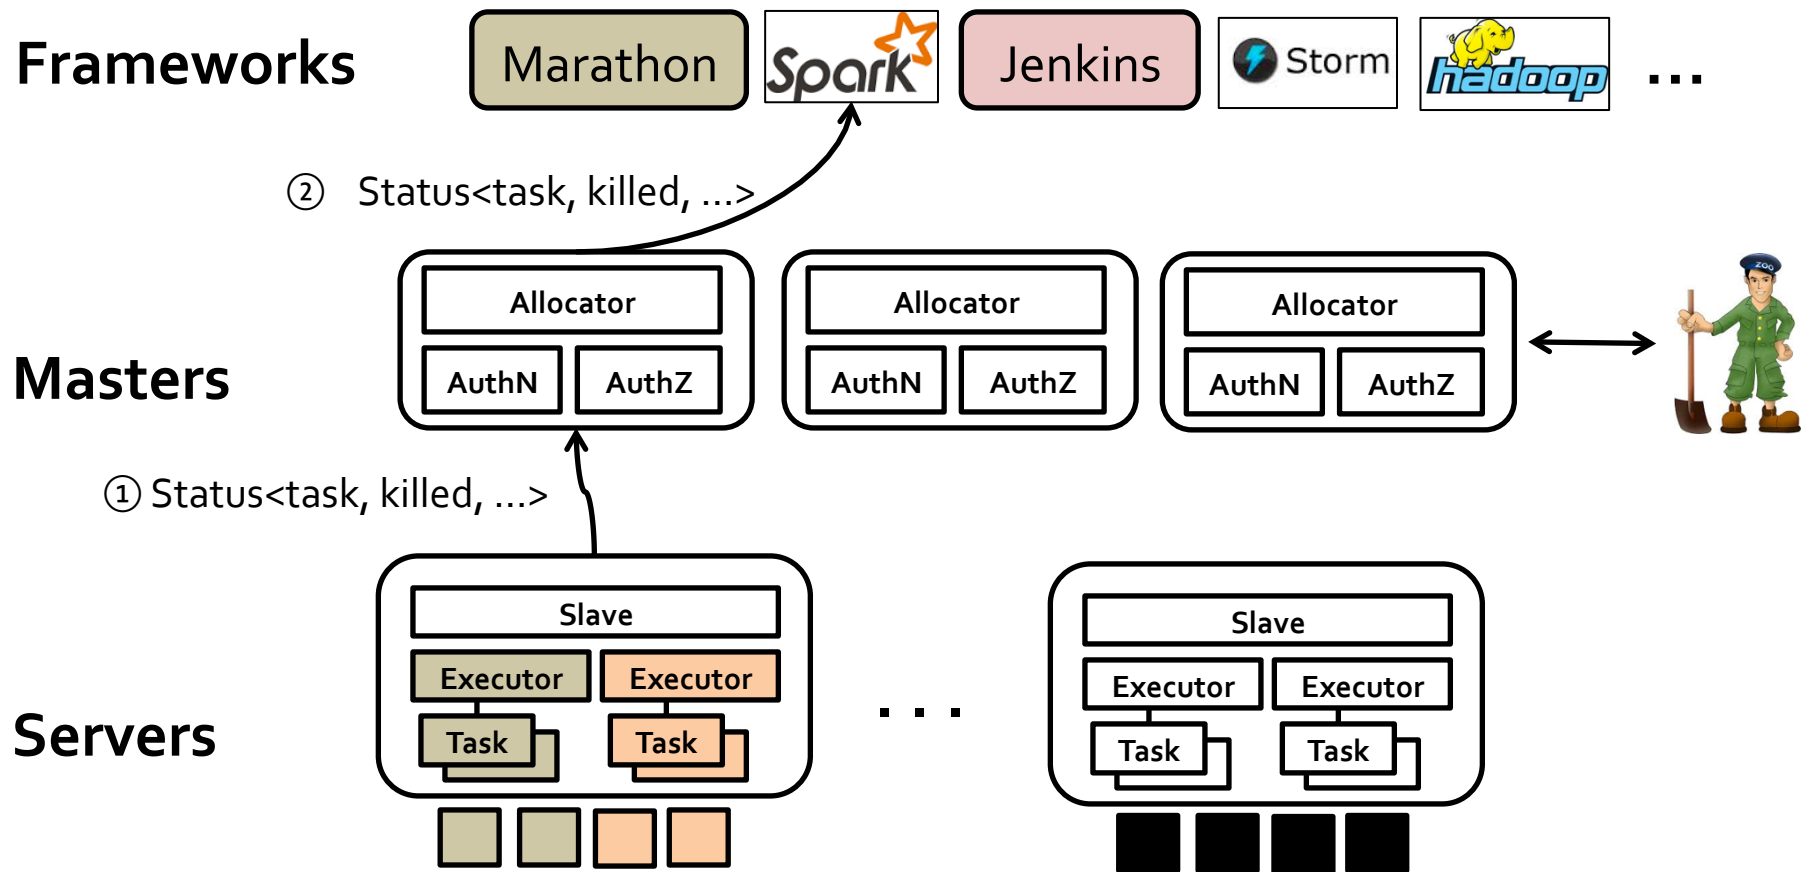 Frameworks
Marathon
Spark
Jenkins
Storm
hadoop
...
② Status<task, killed, ...>
Masters
Allocator
AuthN AuthZ
Allocator
AuthN AuthZ
Allocator
AuthN AuthZ
ZOO
① Status<task, killed, ...>
Servers
Slave
Executor Executor
Task Task
...
Slave
Executor Executor
Task Task